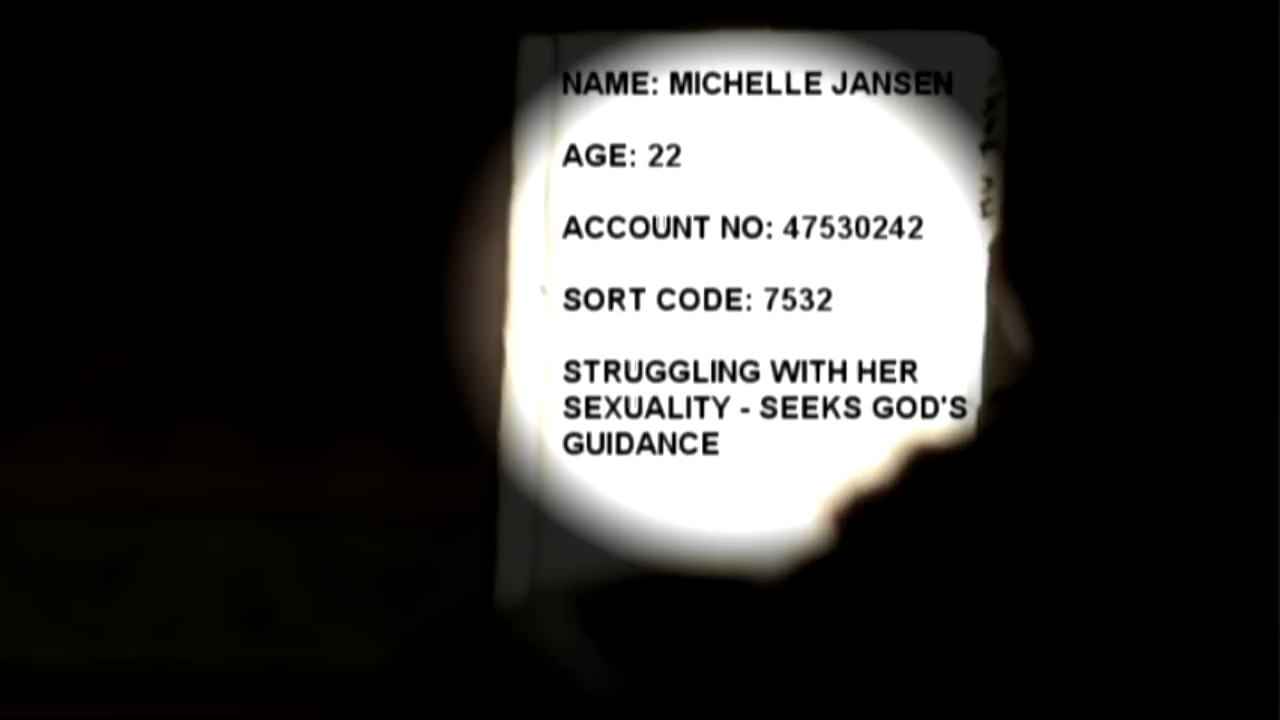 NAME: MICHELLE JANSEN
AGE: 22
ACCOUNT NO: 47530242
SORT CODE: 7532
STRUGGLING WITH HER
SEXUALITY - SEEKS GOD'S
GUIDANCE